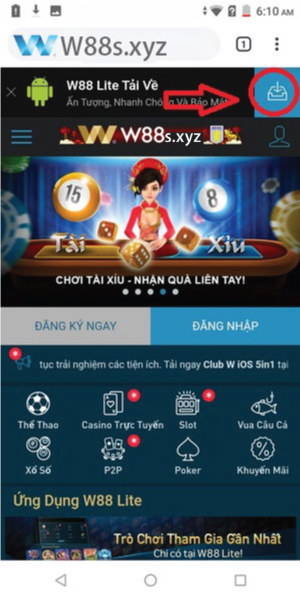 6:10 AM
W88s.xyz
1
W88 Lite Tải Về
Ấn Tượng, Nhanh Chóng Và Bảo Mật
W88s.xyz
15
8
Tài
Xỉu
CHƠI TÀI XỈU - NHẬN QUÀ LIỀN TAY!
ĐĂNG KÝ NGAY
ĐĂNG NHẬP
tục trải nghiệm các tiện ích. Tải ngay Club W iOS 5in1 tại
Thể Thao
Casino Trực Tuyến
Slot
Vua Câu Cá
Xổ Số
P2P
Poker
Khuyến Mãi
Ứng Dụng W88 Lite
Trò Chơi Tham Gia Gần Nhất
Chỉ có tại W88 Lite!